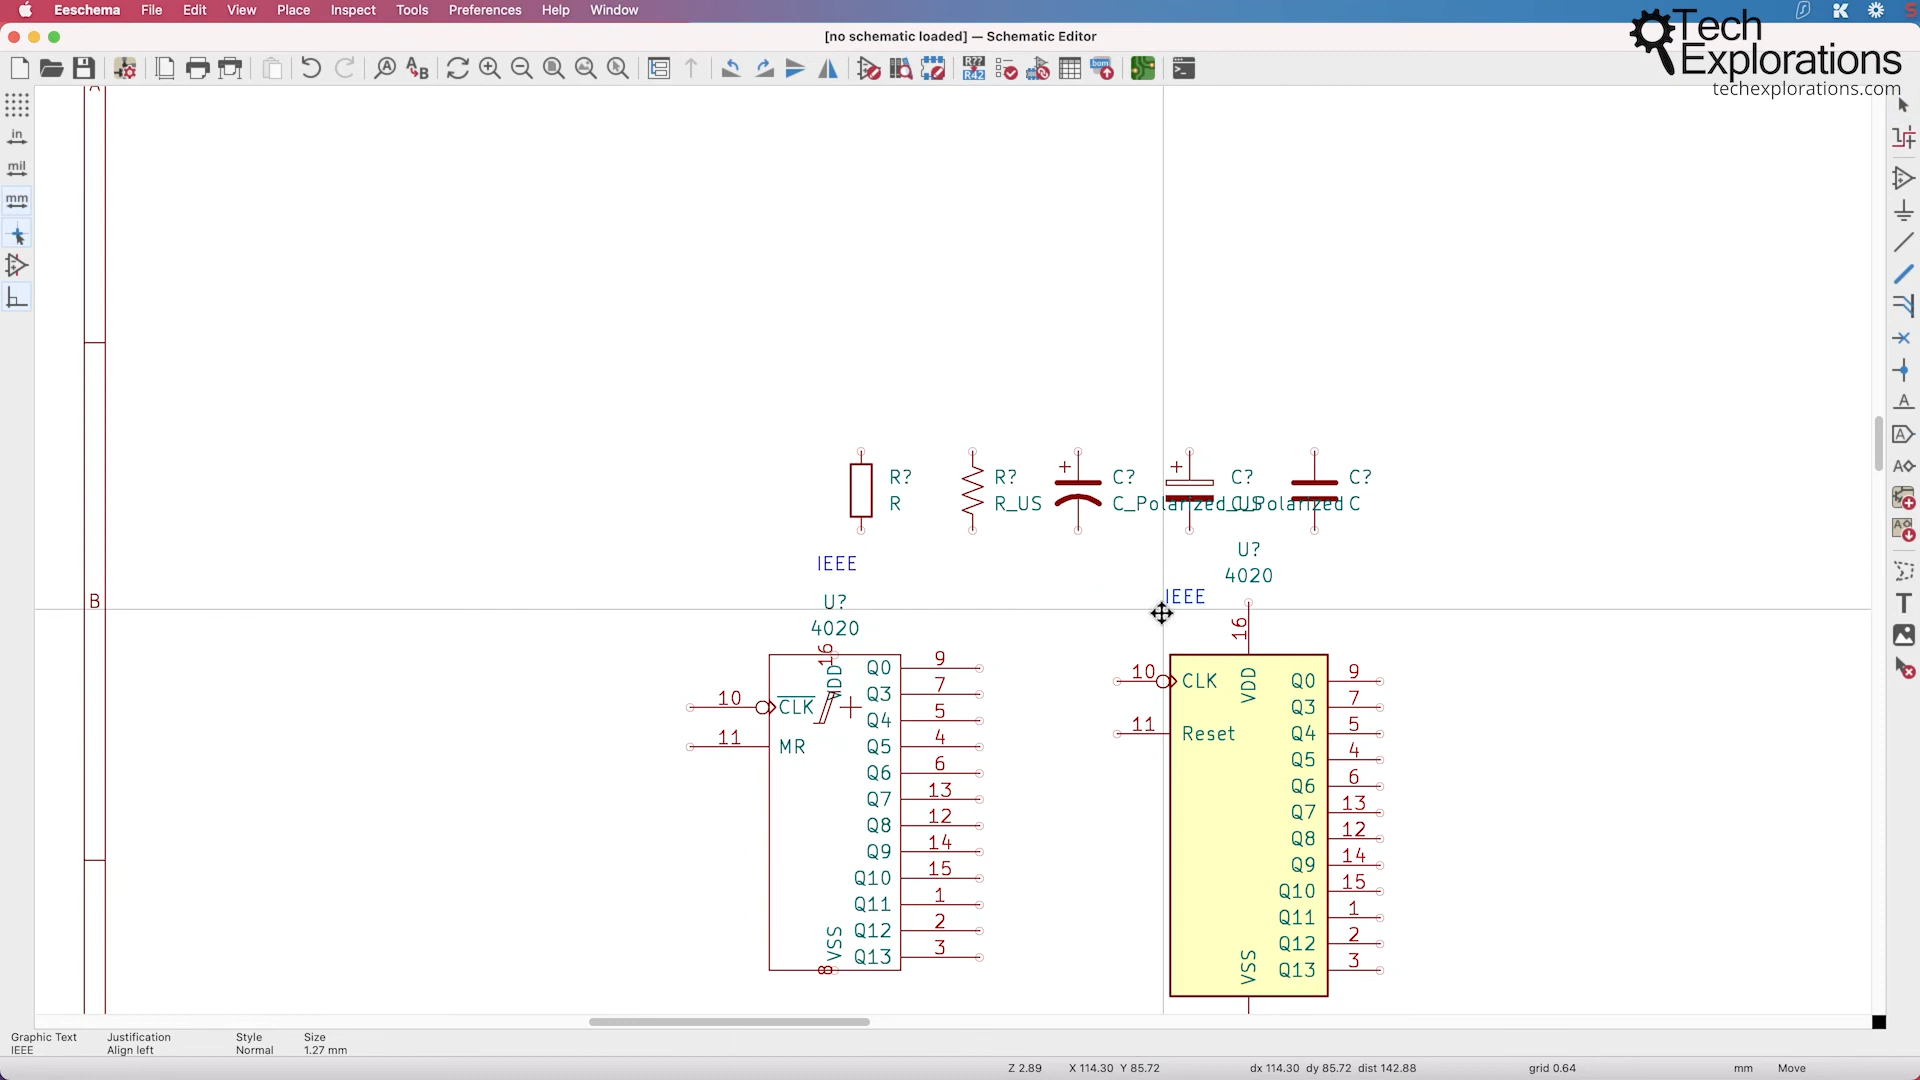 Eeschema File Edit View Place Inspect Tools Preferences Help Window
[no schematic loaded] — Schematic Editor
Tech
Explorations
techexplorations.com
in
mil
mm
A
B
R?
R
R?
R_US
C?
C_Polarized_US
C?
C_Polarized
C?
C
IEEE
U?
4020
16
VDD
10
CLK
11
MR
VSS
8
Q0 9
Q3 7
Q4 5
Q5 4
Q6 6
Q7 13
Q8 12
Q9 14
Q10 15
Q11 1
Q12 2
Q13 3
U?
4020
IEEE
16
VDD
10
CLK
11
Reset
VSS
Q0 9
Q3 7
Q4 5
Q5 4
Q6 6
Q7 13
Q8 12
Q9 14
Q10 15
Q11 1
Q12 2
Q13 3
Graphic Text Justification Style Size
IEEE Align left Normal 1.27 mm
Z 2.89 X 114.30 Y 85.72 dx 114.30 dy 85.72 dist 142.88 grid 0.64 mm Move